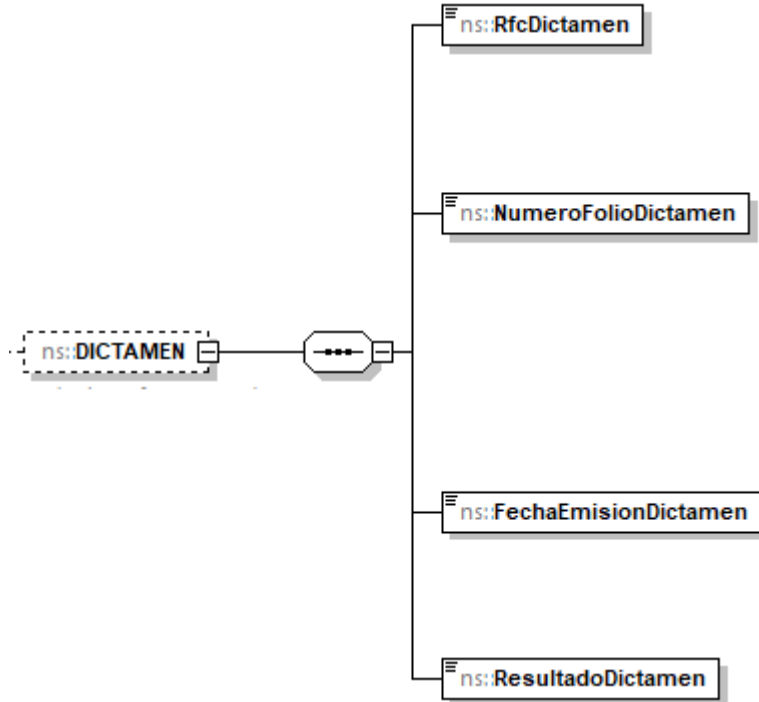 ns::RfcDictamen
ns::NumeroFolioDictamen
ns::DICTAMEN
ns::FechaEmisionDictamen
ns::ResultadoDictamen